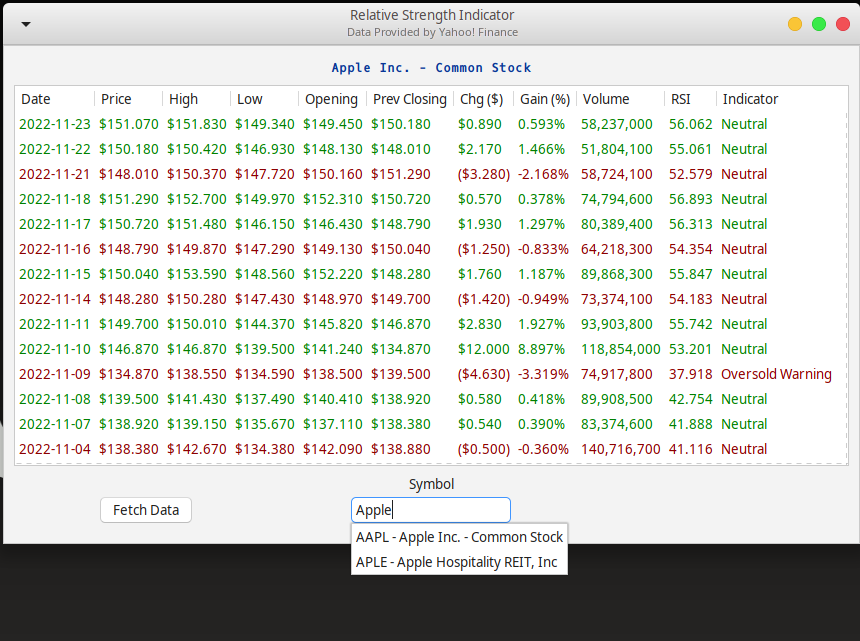 Relative Strength Indicator
Data Provided by Yahoo! Finance
Apple Inc. - Common Stock
Date Price High Low Opening Prev Closing Chg ($) Gain (%) Volume RSI Indicator
2022-11-23 $151.070 $151.830 $149.340 $149.450 $150.180 $0.890 0.593% 58,237,000 56.062 Neutral
2022-11-22 $150.180 $150.420 $146.930 $148.130 $148.010 $2.170 1.466% 51,804,100 55.061 Neutral
2022-11-21 $148.010 $150.370 $147.720 $150.160 $151.290 ($3.280) -2.168% 58,724,100 52.579 Neutral
2022-11-18 $151.290 $152.700 $149.970 $152.310 $150.720 $0.570 0.378% 74,794,600 56.893 Neutral
2022-11-17 $150.720 $151.480 $146.150 $146.430 $148.790 $1.930 1.297% 80,389,400 56.313 Neutral
2022-11-16 $148.790 $149.870 $147.290 $149.130 $150.040 ($1.250) -0.833% 64,218,300 54.354 Neutral
2022-11-15 $150.040 $153.590 $148.560 $152.220 $148.280 $1.760 1.187% 89,868,300 55.847 Neutral
2022-11-14 $148.280 $150.280 $147.430 $148.970 $149.700 ($1.420) -0.949% 73,374,100 54.183 Neutral
2022-11-11 $149.700 $150.010 $144.370 $145.820 $146.870 $2.830 1.927% 93,903,800 55.742 Neutral
2022-11-10 $146.870 $146.870 $139.500 $141.240 $134.870 $12.000 8.897% 118,854,000 53.201 Neutral
2022-11-09 $134.870 $138.550 $134.590 $138.500 $139.500 ($4.630) -3.319% 74,917,800 37.918 Oversold Warning
2022-11-08 $139.500 $141.430 $137.490 $140.410 $138.920 $0.580 0.418% 89,908,500 42.754 Neutral
2022-11-07 $138.920 $139.150 $135.670 $137.110 $138.380 $0.540 0.390% 83,374,600 41.888 Neutral
2022-11-04 $138.380 $142.670 $134.380 $142.090 $138.880 ($0.500) -0.360% 140,716,700 41.116 Neutral
Symbol
Fetch Data Apple
AAPL - Apple Inc. - Common Stock
APLE - Apple Hospitality REIT, Inc